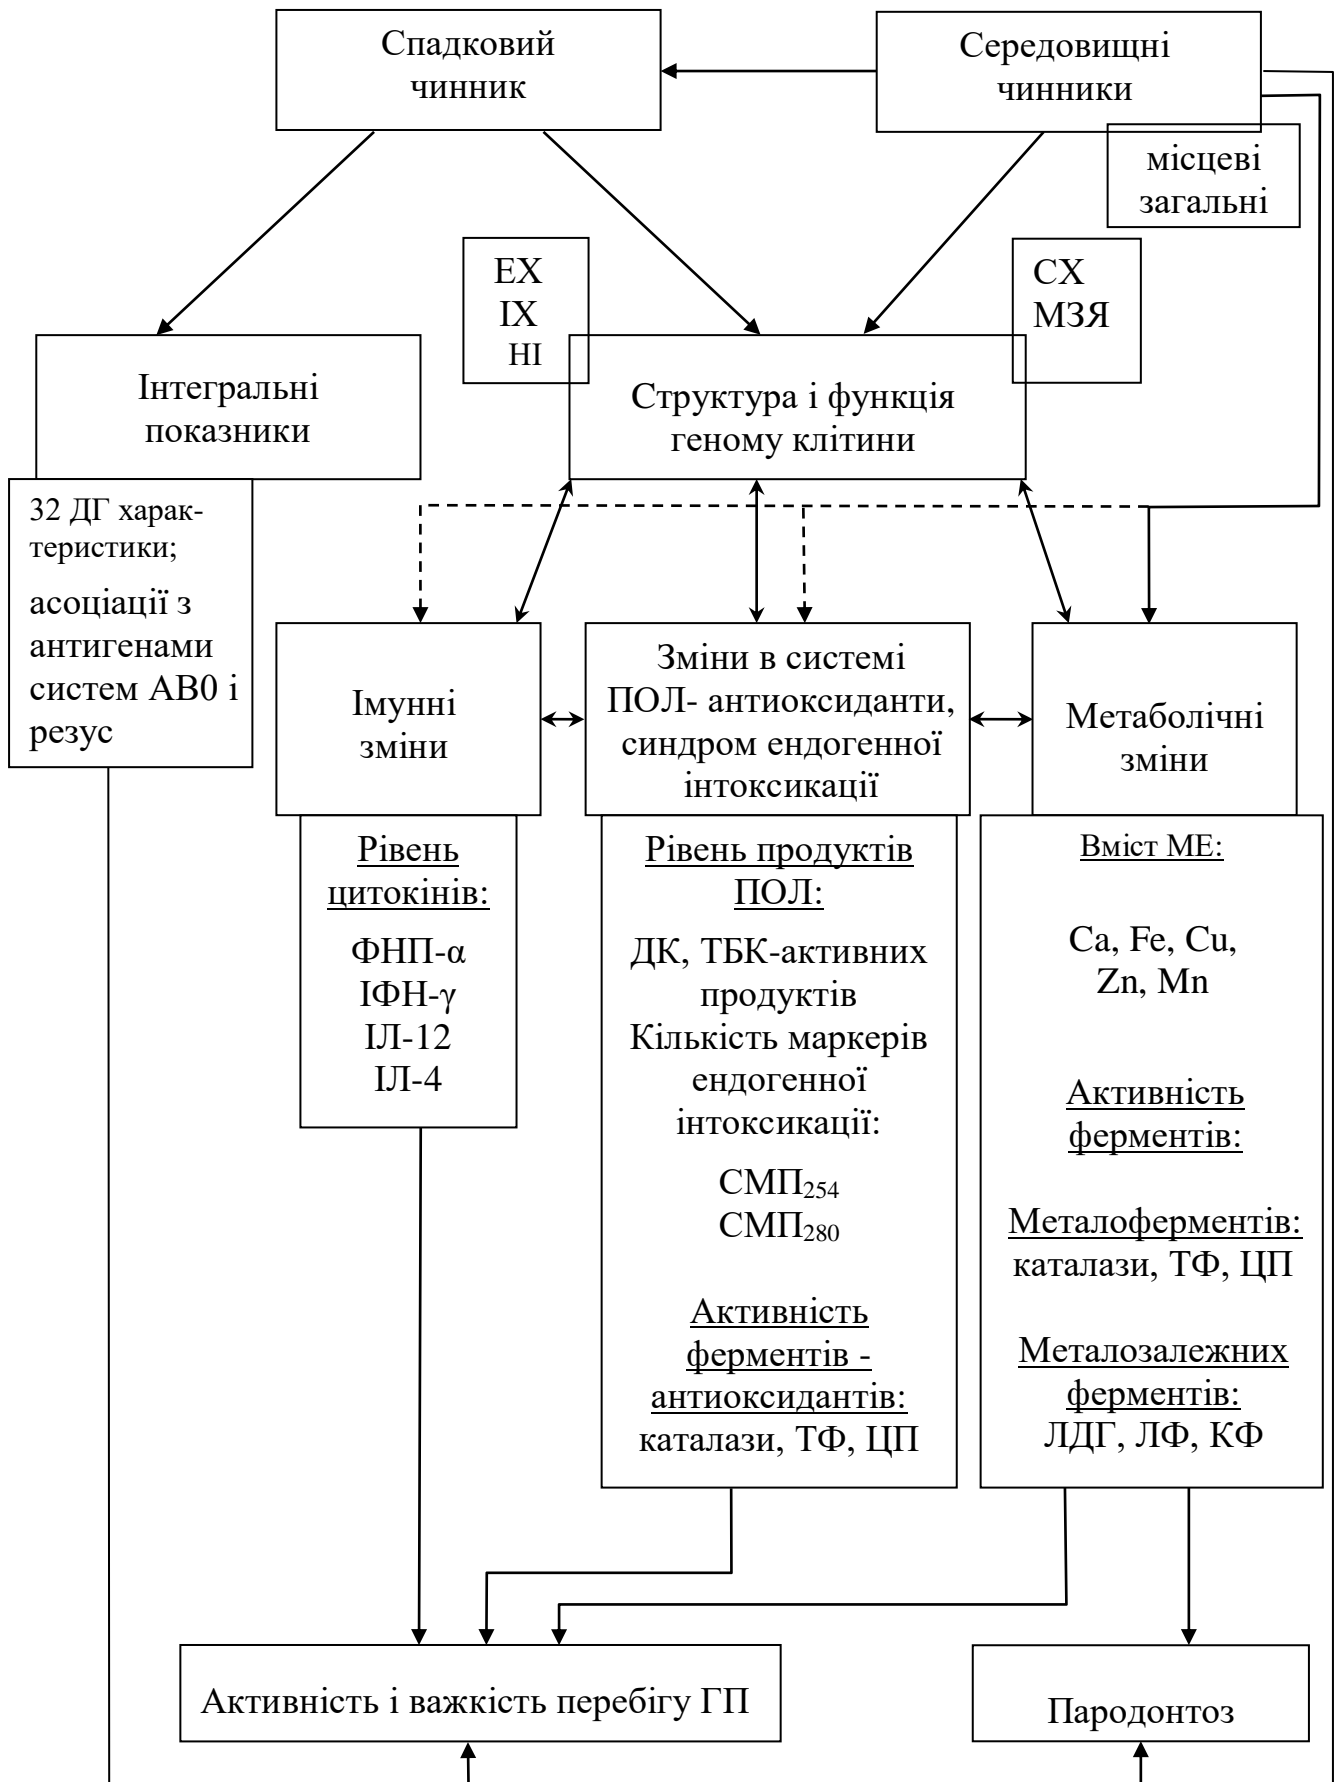 Спадковий
чинник
Середовищні
чинники
місцеві
загальні
ЕХ
ІХ
НІ
СХ
МЗЯ
Інтегральні
показники
Структура і функція
геному клітини
32 ДГ харак-
теристики;
асоціації з
антигенами
систем АВ0 і
резус
Імунні
зміни
Зміни в системі
ПОЛ- антиоксиданти,
синдром ендогенної
інтоксикації
Метаболічні
зміни
Рівень
цитокінів:
ФНП-α
ІФН-γ
ІЛ-12
ІЛ-4
Рівень продуктів
ПОЛ:
ДК, ТБК-активних
продуктів
Кількість маркерів
ендогенної
інтоксикації:
СМП₂₅₄
СМП₂₈₀
Активність
ферментів -
антиоксидантів:
каталази, ТФ, ЦП
Вміст МЕ:
Ca, Fe, Cu,
Zn, Mn
Активність
ферментів:
Металоферментів:
каталази, ТФ, ЦП
Металозалежних
ферментів:
ЛДГ, ЛФ, КФ
Активність і важкість перебігу ГП
Пародонтоз